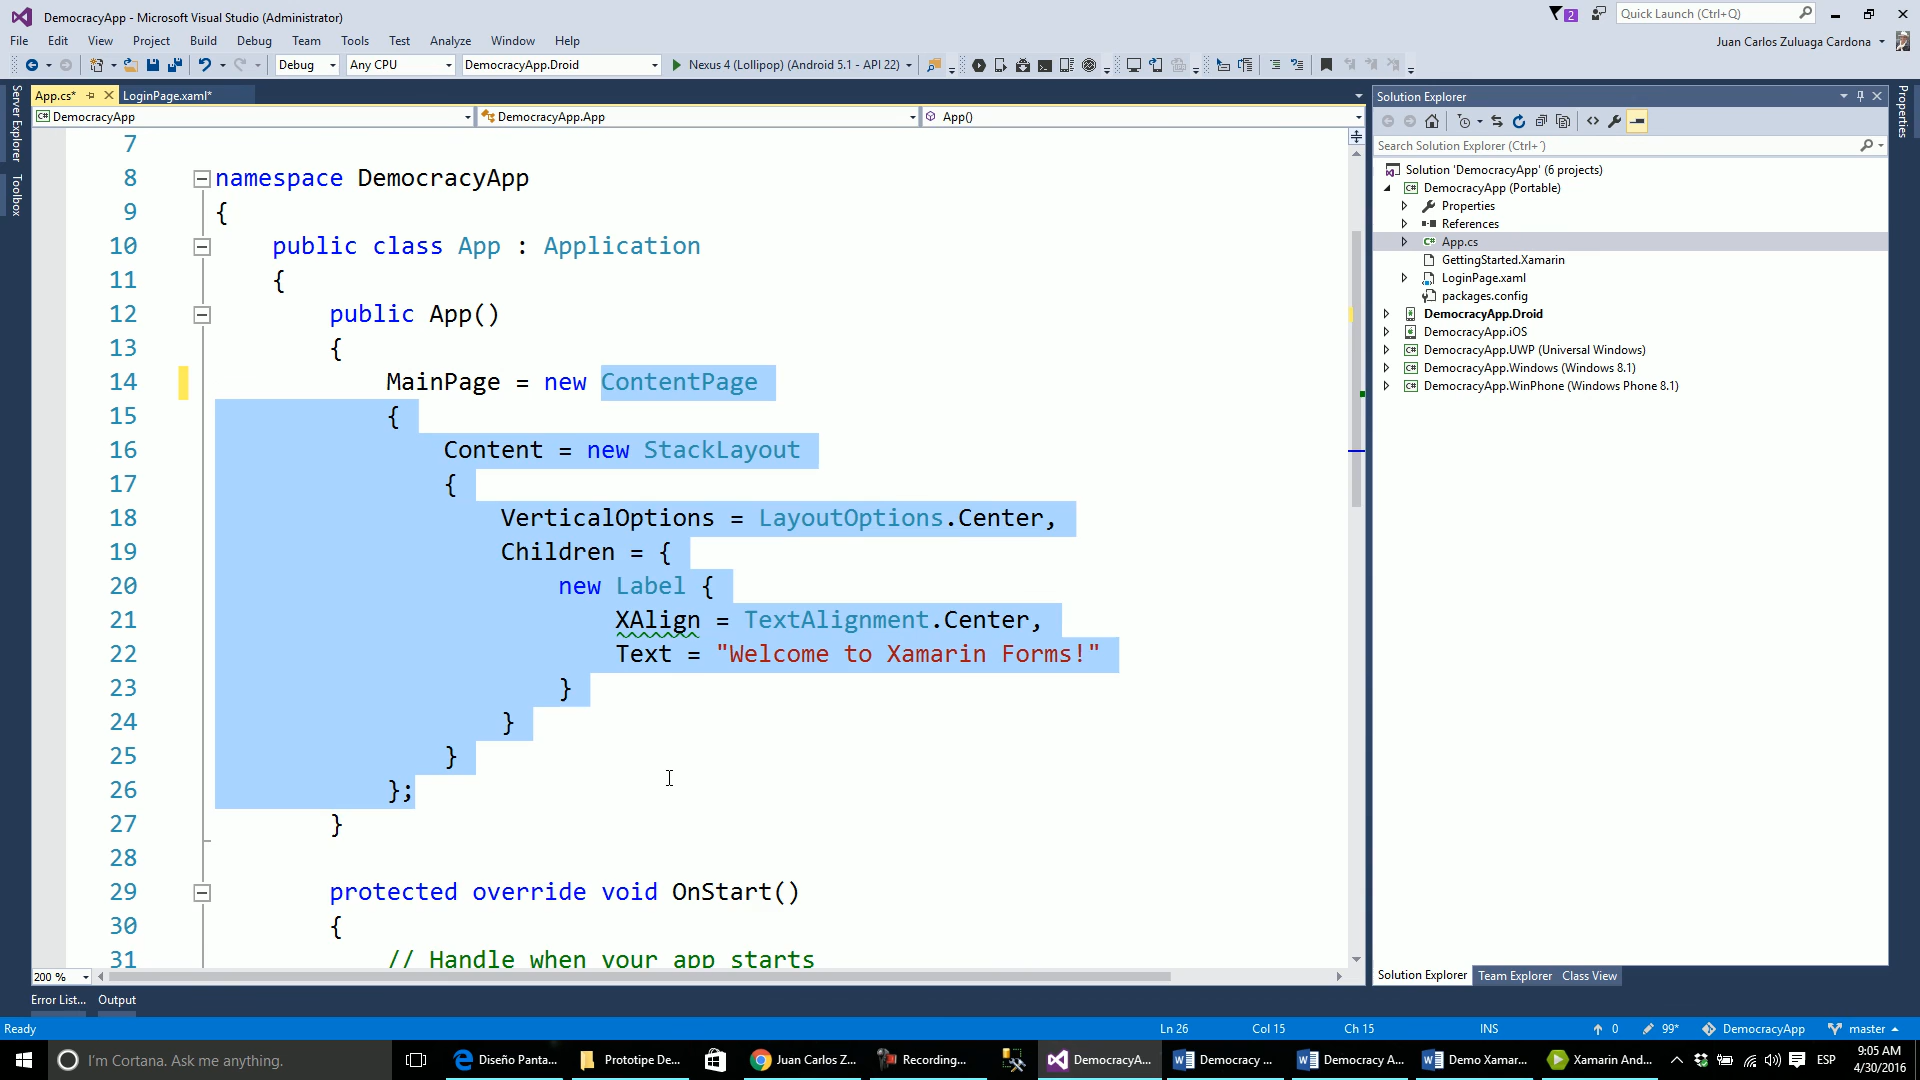 DemocracyApp - Microsoft Visual Studio (Administrator)
2
Quick Launch (Ctrl+Q)
File Edit View Project Build Debug Team Tools Test Analyze Window Help
Juan Carlos Zuluaga Cardona
Debug Any CPU DemocracyApp.Droid Nexus 4 (Lollipop) (Android 5.1 - API 22)
Server Explorer
Toolbox
App.cs* LoginPage.xaml*
DemocracyApp DemocracyApp.App App()
7
8 namespace DemocracyApp
9 {
10 public class App : Application
11 {
12 public App()
13 {
14 MainPage = new ContentPage
15 {
16 Content = new StackLayout
17 {
18 VerticalOptions = LayoutOptions.Center,
19 Children = {
20 new Label {
21 XAlign = TextAlignment.Center,
22 Text = "Welcome to Xamarin Forms!"
23 }
24 }
25 }
26 };
27 }
28
29 protected override void OnStart()
30 {
31 // Handle when your app starts
200 %
Solution Explorer
Search Solution Explorer (Ctrl+´)
Solution 'DemocracyApp' (6 projects)
DemocracyApp (Portable)
Properties
References
App.cs
GettingStarted.Xamarin
LoginPage.xaml
packages.config
DemocracyApp.Droid
DemocracyApp.iOS
DemocracyApp.UWP (Universal Windows)
DemocracyApp.Windows (Windows 8.1)
DemocracyApp.WinPhone (Windows Phone 8.1)
Solution Explorer Team Explorer Class View
Properties
Error List... Output
Ready Ln 26 Col 15 Ch 15 INS 0 99* DemocracyApp master
I'm Cortana. Ask me anything.
Diseño Panta...
Prototipe De...
Juan Carlos Z...
Recording...
DemocracyA...
Democracy ...
Democracy A...
Demo Xamar...
Xamarin And...
ESP
9:05 AM
4/30/2016